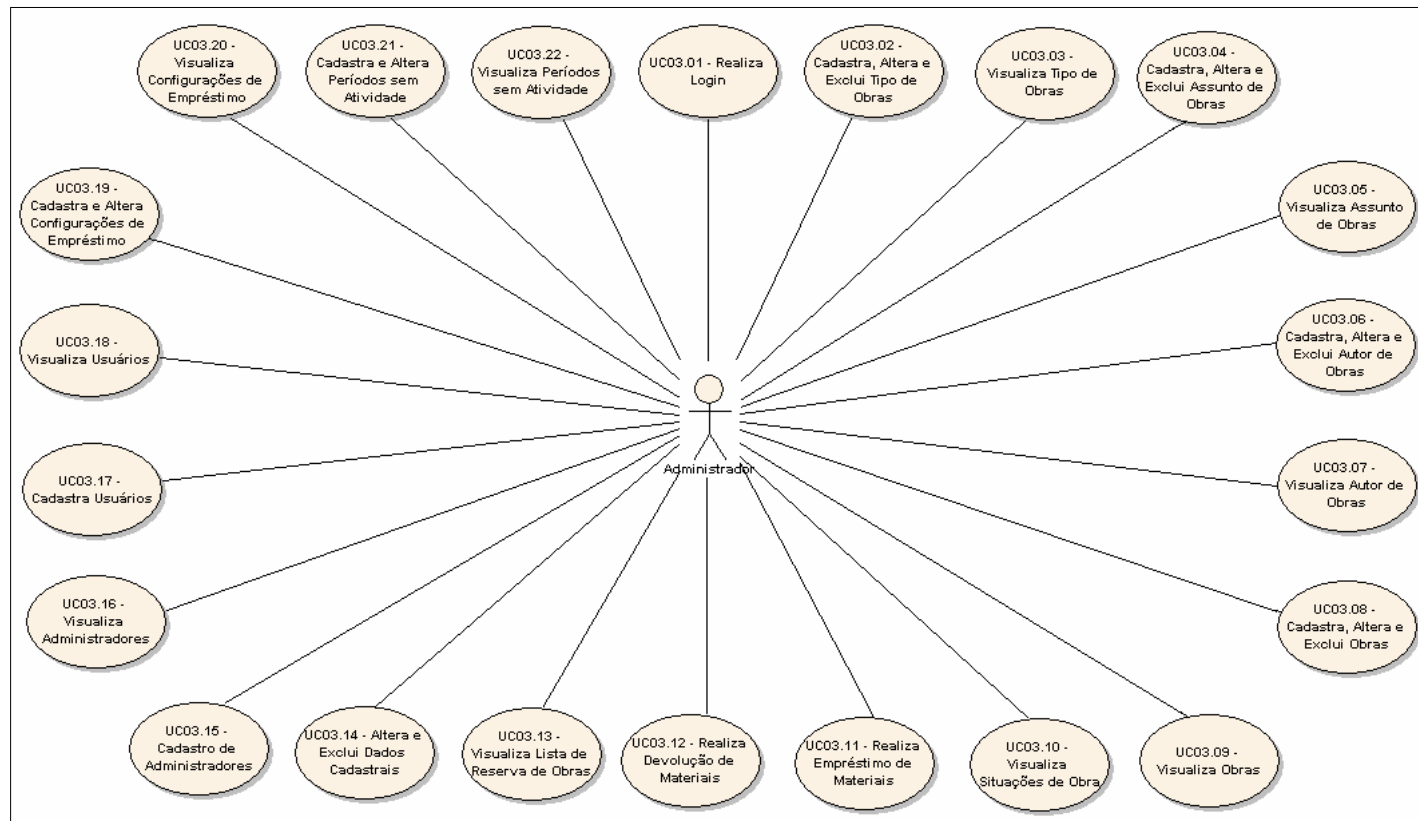 UC03.20 -
Visualiza
Configurações de
Empréstimo
UC03.21 -
Cadastra e Altera
Períodos sem
Atividade
UC03.22 -
Visualiza Períodos
sem Atividade
UC03.01 - Realiza
Login
UC03.02 -
Cadastra, Altera e
Exclui Tipo de
Obras
UC03.03 -
Visualiza Tipo de
Obras
UC03.04 -
Cadastra, Altera e
Exclui Assunto de
Obras
UC03.19 -
Cadastra e Altera
Configurações de
Empréstimo
UC03.05 -
Visualiza Assunto
de Obras
UC03.18 -
Visualiza Usuários
UC03.06 -
Cadastra, Altera e
Exclui Autor de
Obras
Administrador
UC03.17 -
Cadastra Usuários
UC03.07 -
Visualiza Autor de
Obras
UC03.16 -
Visualiza
Administradores
UC03.08 -
Cadastra, Altera e
Exclui Obras
UC03.15 -
Cadastro de
Administradores
UC03.14 - Altera e
Exclui Dados
Cadastrais
UC03.13 -
Visualiza Lista de
Reserva de Obras
UC03.12 - Realiza
Devolução de
Materiais
UC03.11 - Realiza
Empréstimo de
Materiais
UC03.10 -
Visualiza
Situações de Obra
UC03.09 -
Visualiza Obras